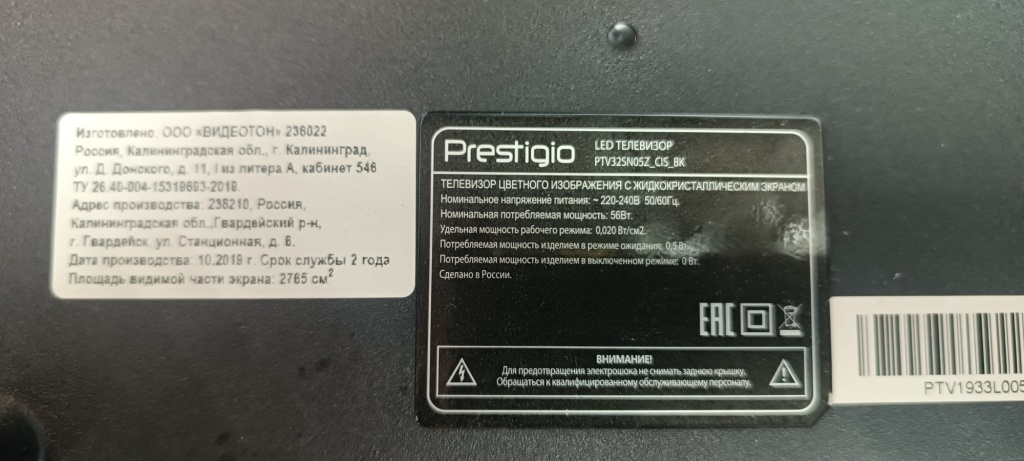 Изготовлено: ООО «ВИДЕОТОН» 236022
Россия, Калининградская обл., г. Калининград,
ул. Д. Донского, д. 11, I из литера А, кабинет 546
ТУ 26.40-004-15319693-2018.
Адрес производства: 238210, Россия,
Калининградская обл.,Гвардейский р-н,
г. Гвардейск, ул. Станционная, д. 8.
Дата производства: 10.2019 г. Срок службы 2 года
Площадь видимой части экрана: 2785 см²
Prestigio
LED ТЕЛЕВИЗОР
PTV32SN05Z_CIS_BK
ТЕЛЕВИЗОР ЦВЕТНОГО ИЗОБРАЖЕНИЯ С ЖИДКОКРИСТАЛЛИЧЕСКИМ ЭКРАНОМ
Номинальное напряжение питания: ~ 220-240В 50/60Гц.
Номинальная потребляемая мощность: 56Вт.
Удельная мощность рабочего режима: 0,020 Вт/см2.
Потребляемая мощность изделием в режиме ожидания: 0,5 Вт.
Потребляемая мощность изделием в выключенном режиме: 0 Вт.
Сделано в России.
EAC
ВНИМАНИЕ!
Для предотвращения электрошока не снимать заднюю крышку.
Обращаться к квалифицированному обслуживающему персоналу.
PTV1933L005